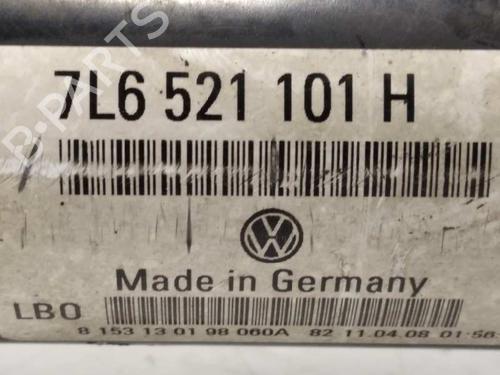 7L6 521 101 H
Made in Germany
LBO
8 153 13 01 98 060A 82 11.04.08 01:56
B-PARTS